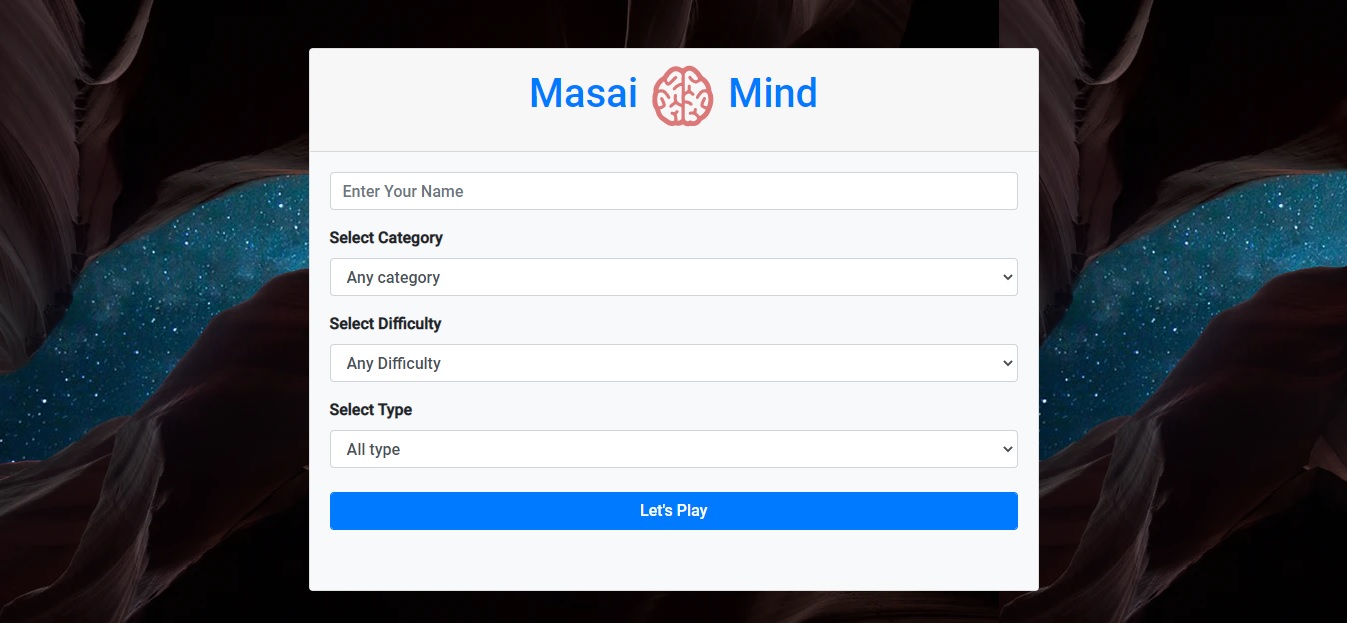 Masai Mind
Enter Your Name
Select Category
Any category
Select Difficulty
Any Difficulty
Select Type
All type
Let's Play